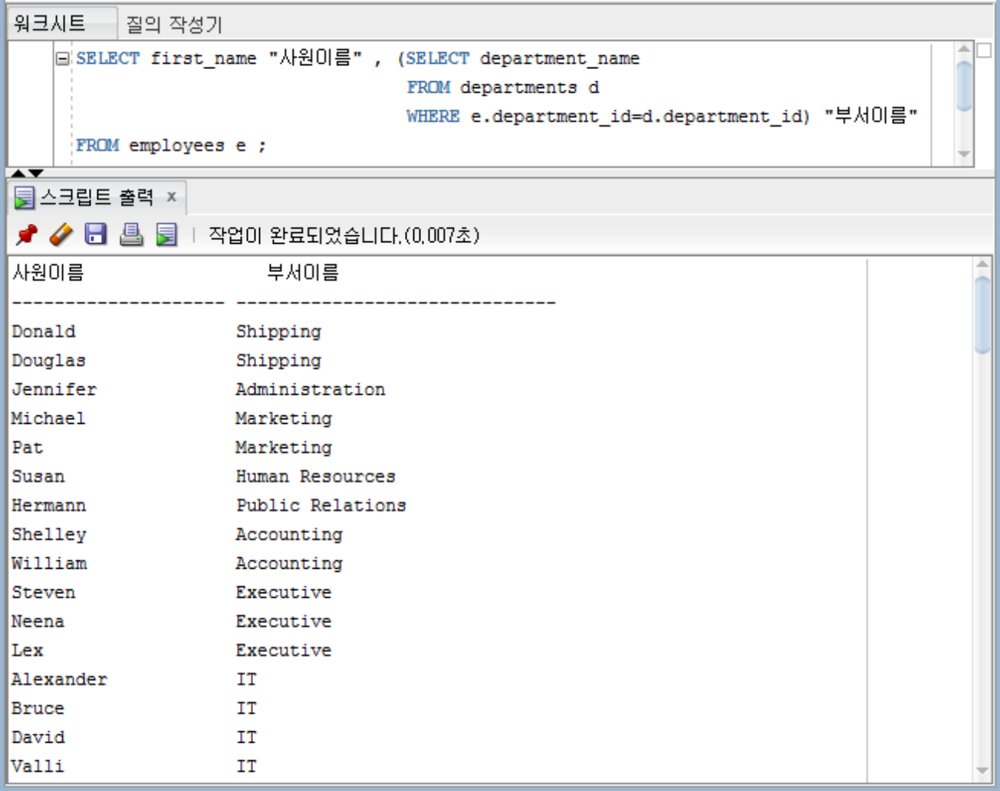 워크시트 질의 작성기
SELECT first_name "사원이름" , (SELECT department_name
FROM departments d
WHERE e.department_id=d.department_id) "부서이름"
FROM employees e ;
스크립트 출력 x
작업이 완료되었습니다.(0.007초)
사원이름 부서이름
-------------------- ------------------------------
Donald Shipping
Douglas Shipping
Jennifer Administration
Michael Marketing
Pat Marketing
Susan Human Resources
Hermann Public Relations
Shelley Accounting
William Accounting
Steven Executive
Neena Executive
Lex Executive
Alexander IT
Bruce IT
David IT
Valli IT